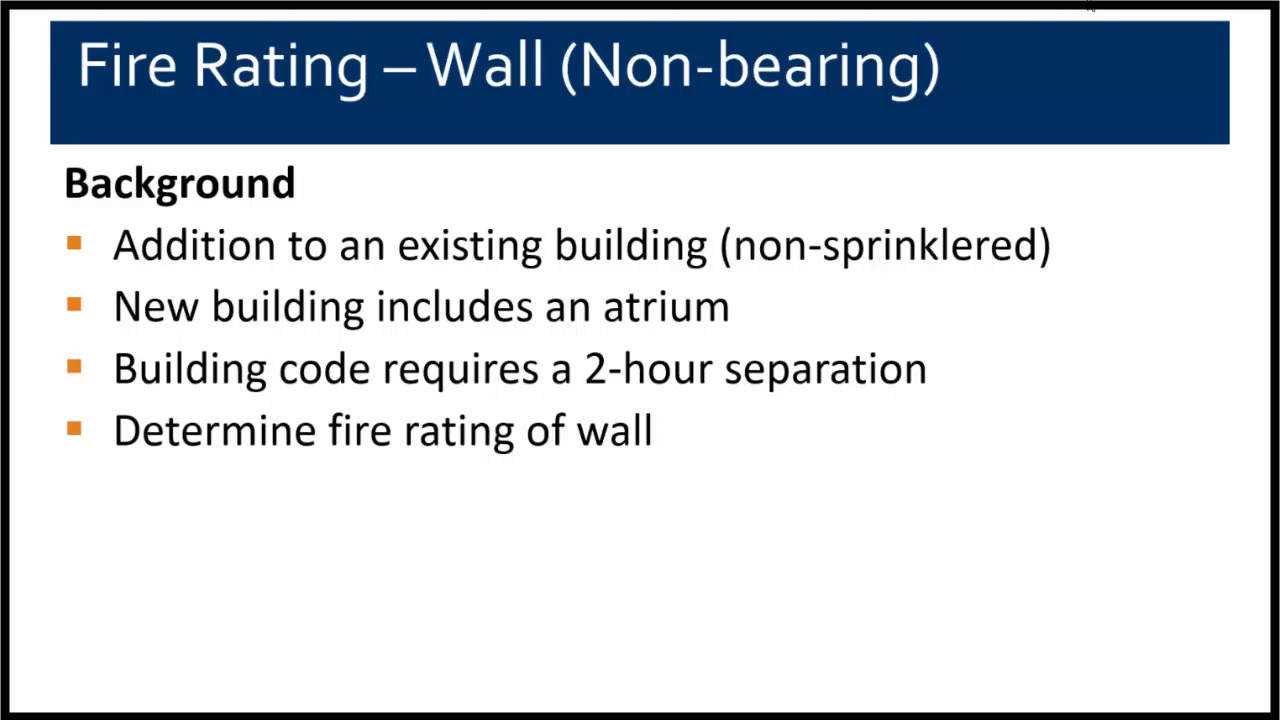 Fire Rating – Wall (Non-bearing)
Background
▪ Addition to an existing building (non-sprinklered)
▪ New building includes an atrium
▪ Building code requires a 2-hour separation
▪ Determine fire rating of wall